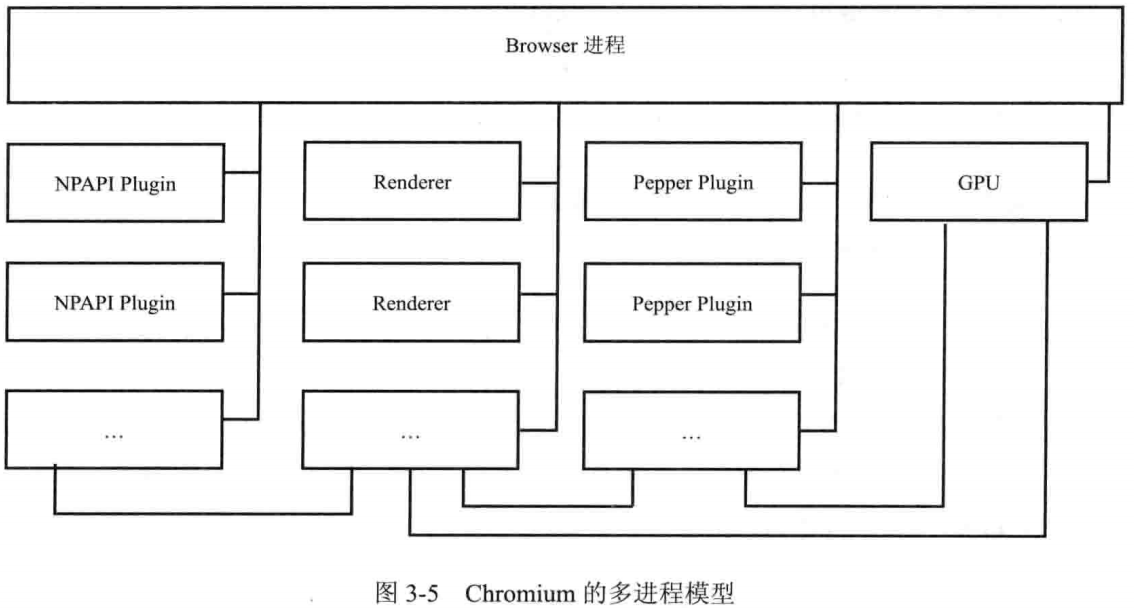 Browser 进程
NPAPI Plugin
Renderer
Pepper Plugin
GPU
NPAPI Plugin
Renderer
Pepper Plugin
...
...
...
图 3-5 Chromium 的多进程模型